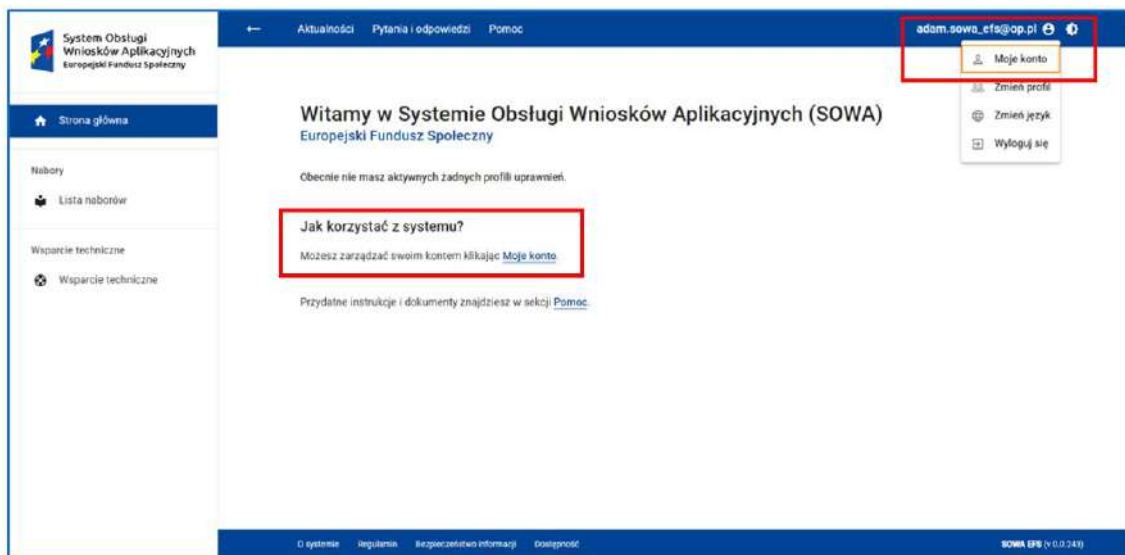 System Obsługi
Wniosków Aplikacyjnych
Europejski Fundusz Społeczny
Aktualności Pytania i odpowiedzi Pomoc
adam.sowa_efs@op.pl
Moje konto
Zmień profil
Zmień język
Wyloguj się
Strona główna
Nabory
Lista naborów
Wsparcie techniczne
Wsparcie techniczne
Witamy w Systemie Obsługi Wniosków Aplikacyjnych (SOWA)
Europejski Fundusz Społeczny
Obecnie nie masz aktywnych żadnych profili uprawnień.
Jak korzystać z systemu?
Możesz zarządzać swoim kontem klikając Moje konto.
Przydatne instrukcje i dokumenty znajdziesz w sekcji Pomoc.
O systemie Regulamin Bezpieczeństwo informacji Dostępność
SOWA EFS (v 0.0.243)